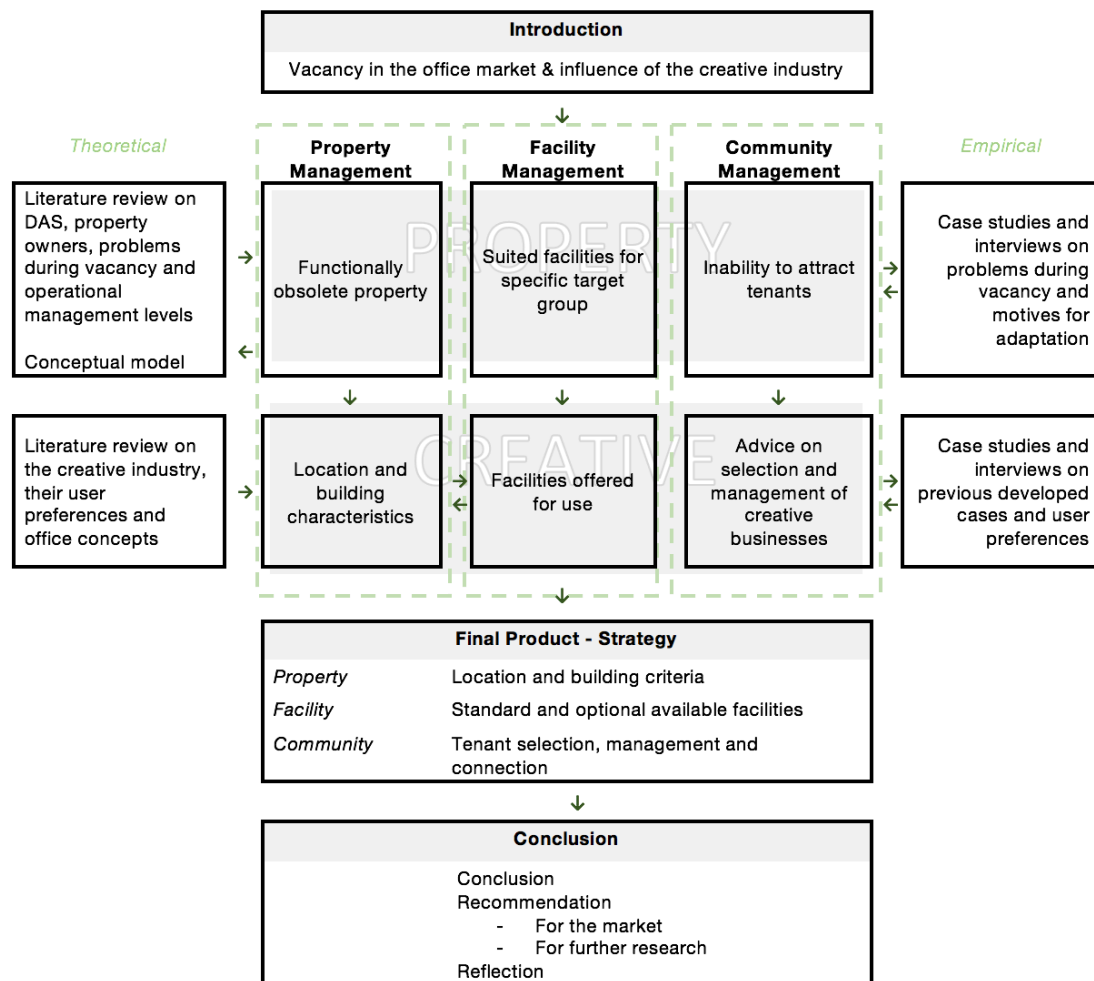 Introduction
Vacancy in the office market & influence of the creative industry
Theoretical
Property
Management
Facility
Management
Community
Management
Empirical
Literature review on
DAS, property
owners, problems
during vacancy and
operational
management levels
Conceptual model
PROPERTY
Functionally
obsolete property
Suited facilities for
specific target
group
Inability to attract
tenants
Case studies and
interviews on
problems during
vacancy and
motives for
adaptation
Literature review on
the creative industry,
their user
preferences and
office concepts
CREATIVE
Location and
building
characteristics
Facilities offered
for use
Advice on
selection and
management of
creative
businesses
Case studies and
interviews on
previous developed
cases and user
preferences
Final Product - Strategy
Property Location and building criteria
Facility Standard and optional available facilities
Community Tenant selection, management and
connection
Conclusion
Conclusion
Recommendation
- For the market
- For further research
Reflection